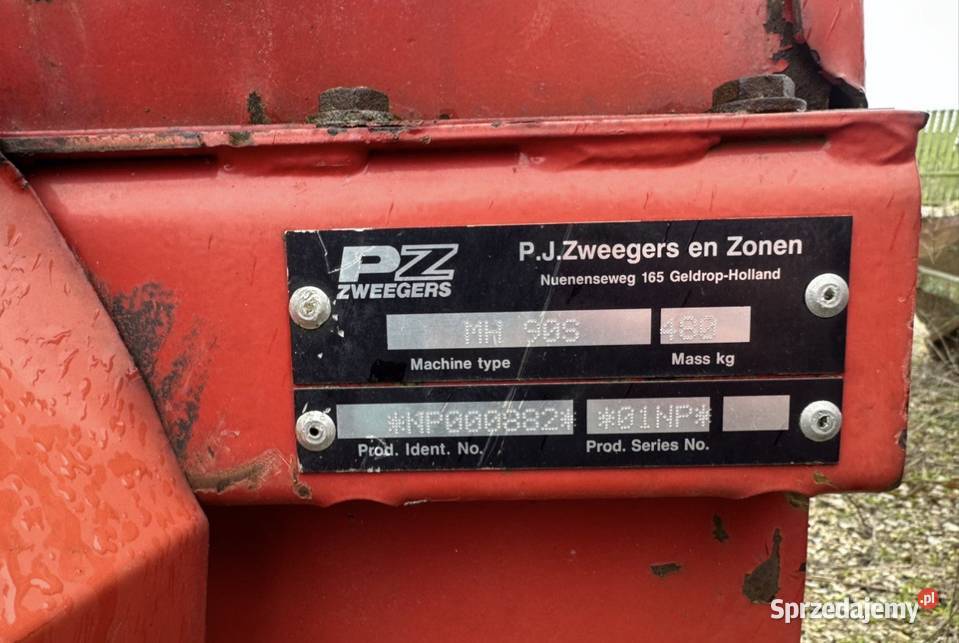 PZ
ZWEEGERS
P.J.Zweegers en Zonen
Nuenenseweg 165 Geldrop-Holland
MW 90S
480
Machine type
Mass kg
*NP000882*
*01NP*
Prod. Ident. No.
Prod. Series No.
Sprzedajemy.pl